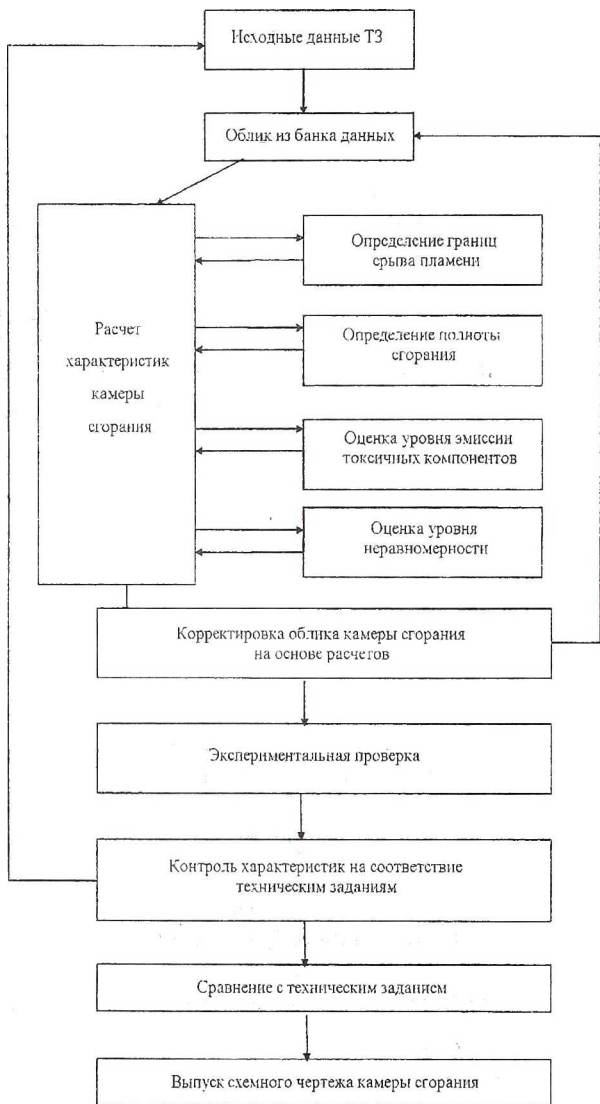 Исходные данные ТЗ
Облик из банка данных
Расчет
характеристик
камеры
сгорания
Определение границ
срыва пламени
Определение полноты
сгорания
Оценка уровня эмиссии
токсичных компонентов
Оценка уровня
неравномерности
Корректировка облика камеры сгорания
на основе расчетов
Экспериментальная проверка
Контроль характеристик на соответствие
техническим заданиям
Сравнение с техническим заданием
Выпуск схемного чертежа камеры сгорания